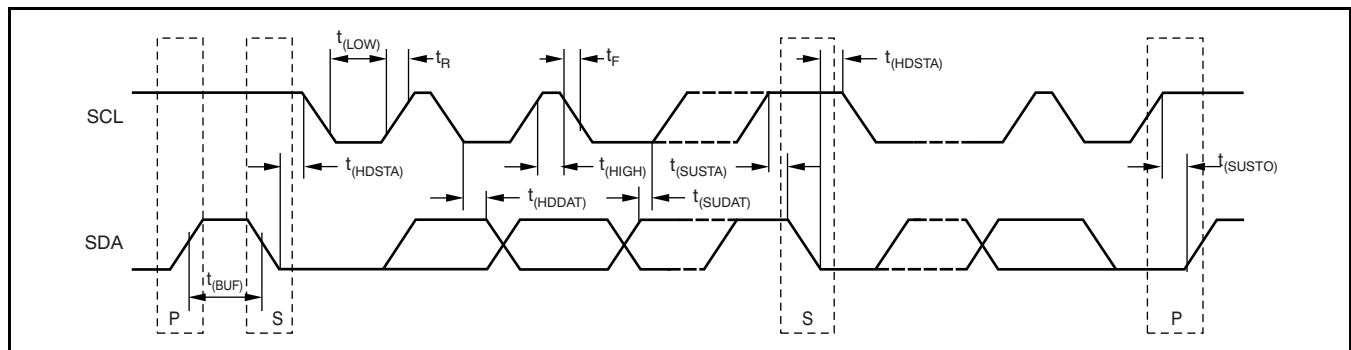 t(LOW)
tR
tF
t(HDSTA)
SCL
t(HDSTA)
t(HIGH)
t(SUSTA)
t(SUSTO)
t(HDDAT)
t(SUDAT)
SDA
t(BUF)
P
S
S
P